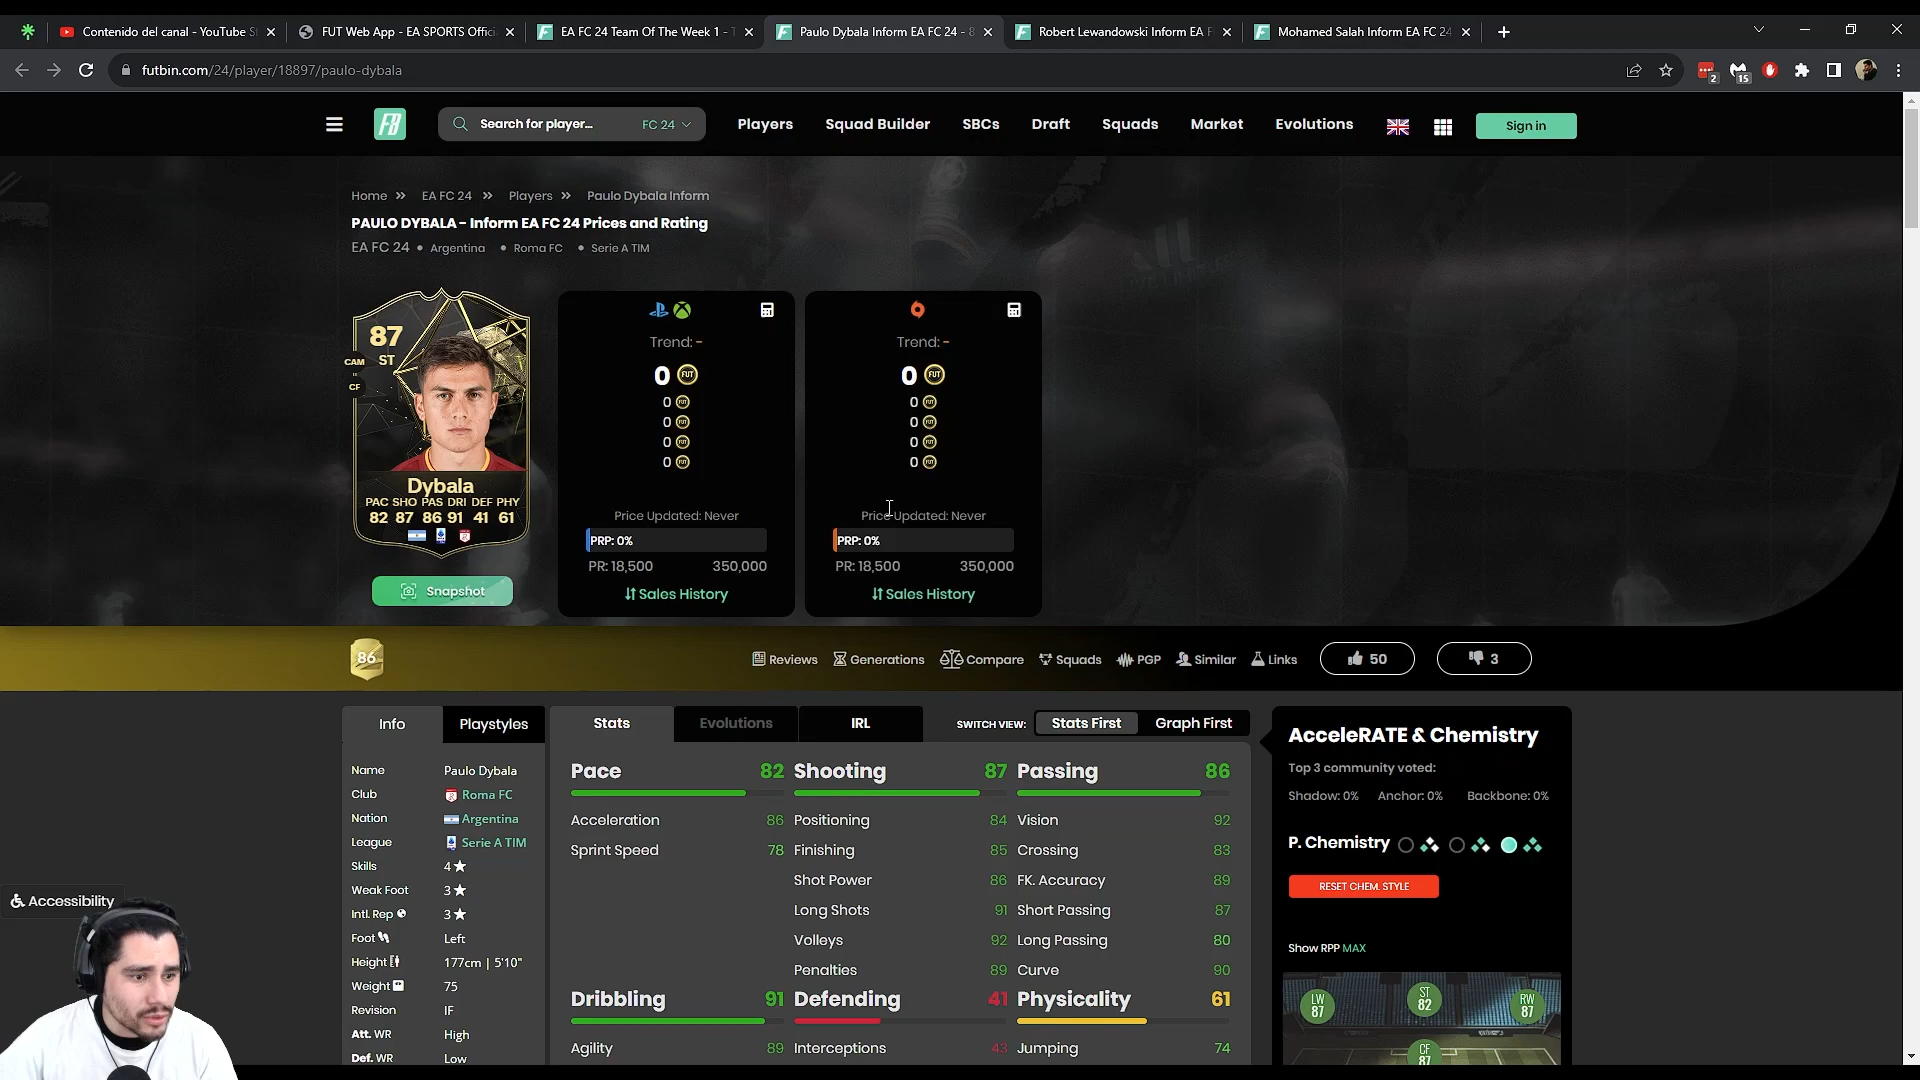 Contenido del canal - YouTube S
FUT Web App - EA SPORTS Offici
EA FC 24 Team Of The Week 1 - T
Paulo Dybala Inform EA FC 24 - 8
Robert Lewandowski Inform EA F
Mohamed Salah Inform EA FC 24
futbin.com/24/player/18897/paulo-dybala
2
15
FB
Search for player...
FC 24
Players
Squad Builder
SBCs
Draft
Squads
Market
Evolutions
Sign in
Home » EA FC 24 » Players » Paulo Dybala Inform
PAULO DYBALA - Inform EA FC 24 Prices and Rating
EA FC 24 • Argentina • Roma FC • Serie A TIM
87
ST
CAM
CF
Dybala
PAC SHO PAS DRI DEF PHY
82 87 86 91 41 61
Snapshot
Trend: -
0 FUT
0
0
0
0
Price Updated: Never
PRP: 0%
PR: 18,500 350,000
Sales History
Trend: -
0 FUT
0
0
0
0
Price Updated: Never
PRP: 0%
PR: 18,500 350,000
Sales History
86
Reviews
Generations
Compare
Squads
PGP
Similar
Links
50
3
Info
Playstyles
Name Paulo Dybala
Club Roma FC
Nation Argentina
League Serie A TIM
Skills 4★
Weak Foot 3★
Intl. Rep 3★
Foot Left
Height 177cm | 5'10"
Weight 75
Revision IF
Att. WR High
Def. WR Low
Accessibility
Stats
Evolutions
IRL
SWITCH VIEW:
Stats First
Graph First
Pace 82
Acceleration 86
Sprint Speed 78
Shooting 87
Positioning 84
Finishing 85
Shot Power 86
Long Shots 91
Volleys 92
Penalties 89
Passing 86
Vision 92
Crossing 83
FK. Accuracy 89
Short Passing 87
Long Passing 80
Curve 90
Dribbling 91
Agility 89
Defending 41
Interceptions 43
Physicality 61
Jumping 74
AcceleRATE & Chemistry
Top 3 community voted:
Shadow: 0% Anchor: 0% Backbone: 0%
P. Chemistry
RESET CHEM. STYLE
Show RPP MAX
LW
87
ST
82
RW
87
CF
87